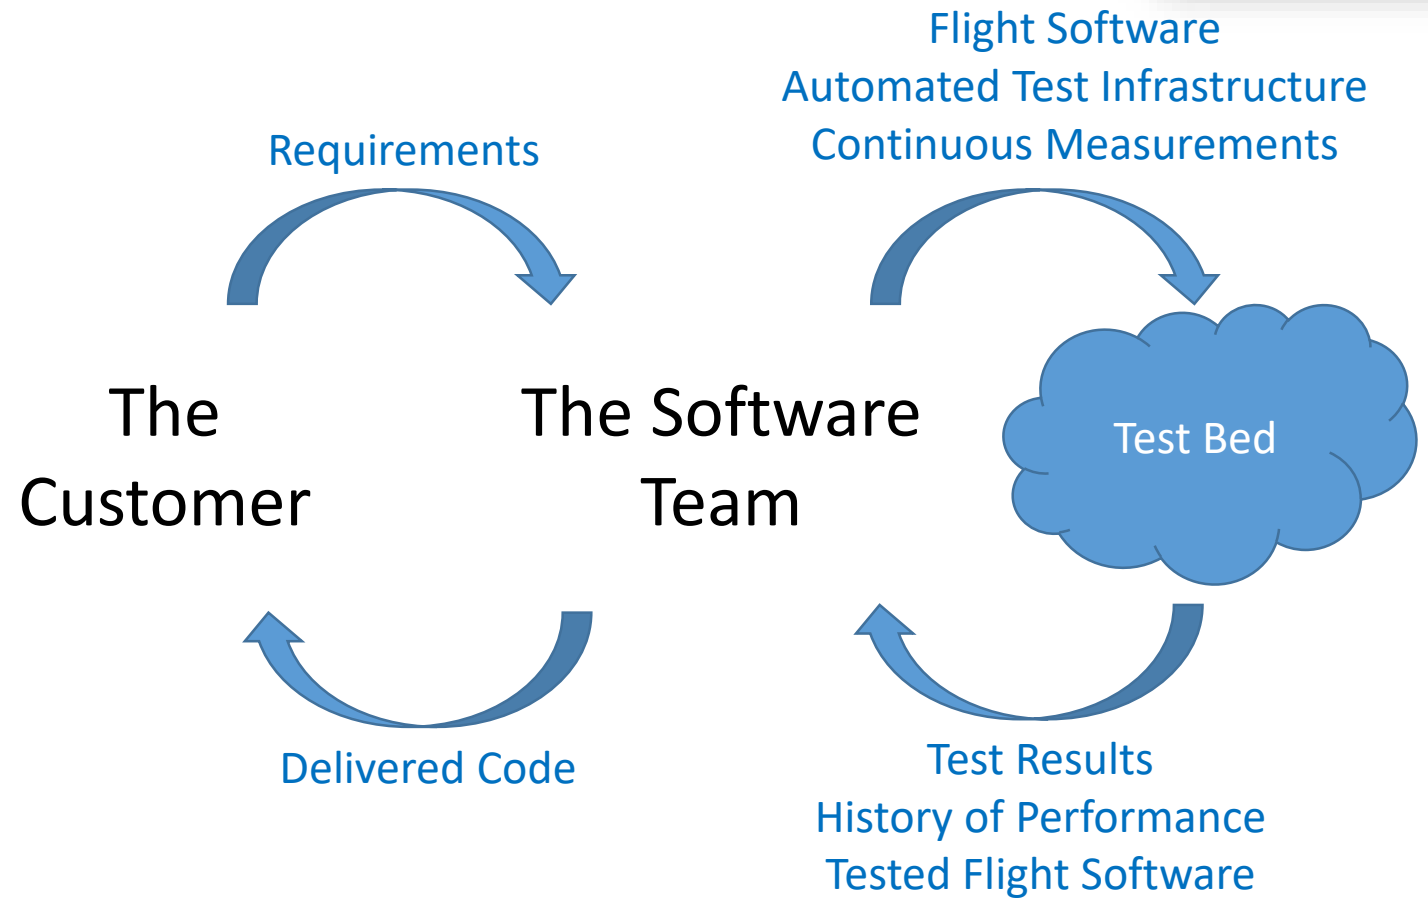 Flight Software
Automated Test Infrastructure
Continuous Measurements
Requirements
The
Customer
The Software
Team
Test Bed
Delivered Code
Test Results
History of Performance
Tested Flight Software